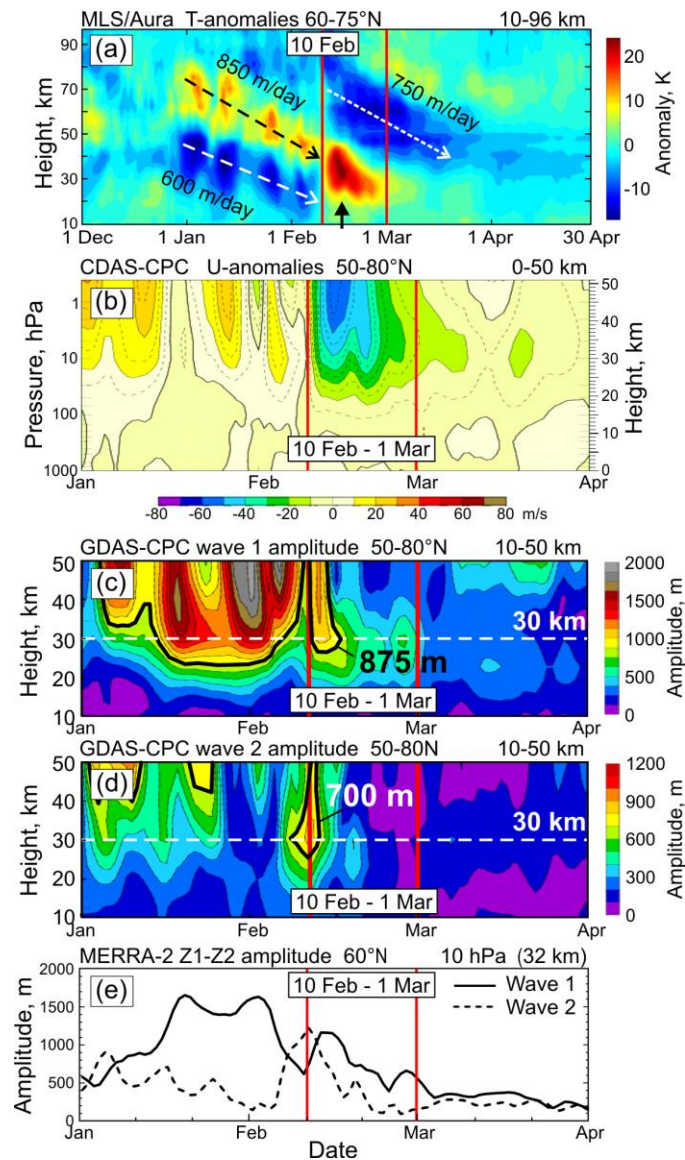 MLS/Aura T-anomalies 60-75°N 10-96 km
(a)
10 Feb
850 m/day
750 m/day
600 m/day
Height, km
90
70
50
30
10
1 Dec 1 Jan 1 Feb 1 Mar 1 Apr 30 Apr
20
10
0
-10
Anomaly, K
CDAS-CPC U-anomalies 50-80°N 0-50 km
(b)
Pressure, hPa
1
10
100
1000
50
40
30
20
10
0
Height, km
10 Feb - 1 Mar
Jan Feb Mar Apr
-80 -60 -40 -20 0 20 40 60 80 m/s
GDAS-CPC wave 1 amplitude 50-80°N 10-50 km
(c)
Height, km
50
40
30
20
10
30 km
875 m
10 Feb - 1 Mar
Jan Feb Mar Apr
2000
1500
1000
500
0
Amplitude, m
GDAS-CPC wave 2 amplitude 50-80N 10-50 km
(d)
Height, km
50
40
30
20
10
700 m
30 km
10 Feb - 1 Mar
Jan Feb Mar Apr
1200
900
600
300
0
Amplitude, m
MERRA-2 Z1-Z2 amplitude 60°N 10 hPa (32 km)
(e)
10 Feb - 1 Mar
Wave 1
Wave 2
Amplitude, m
2000
1500
1000
500
0
Jan Feb Mar Apr
Date